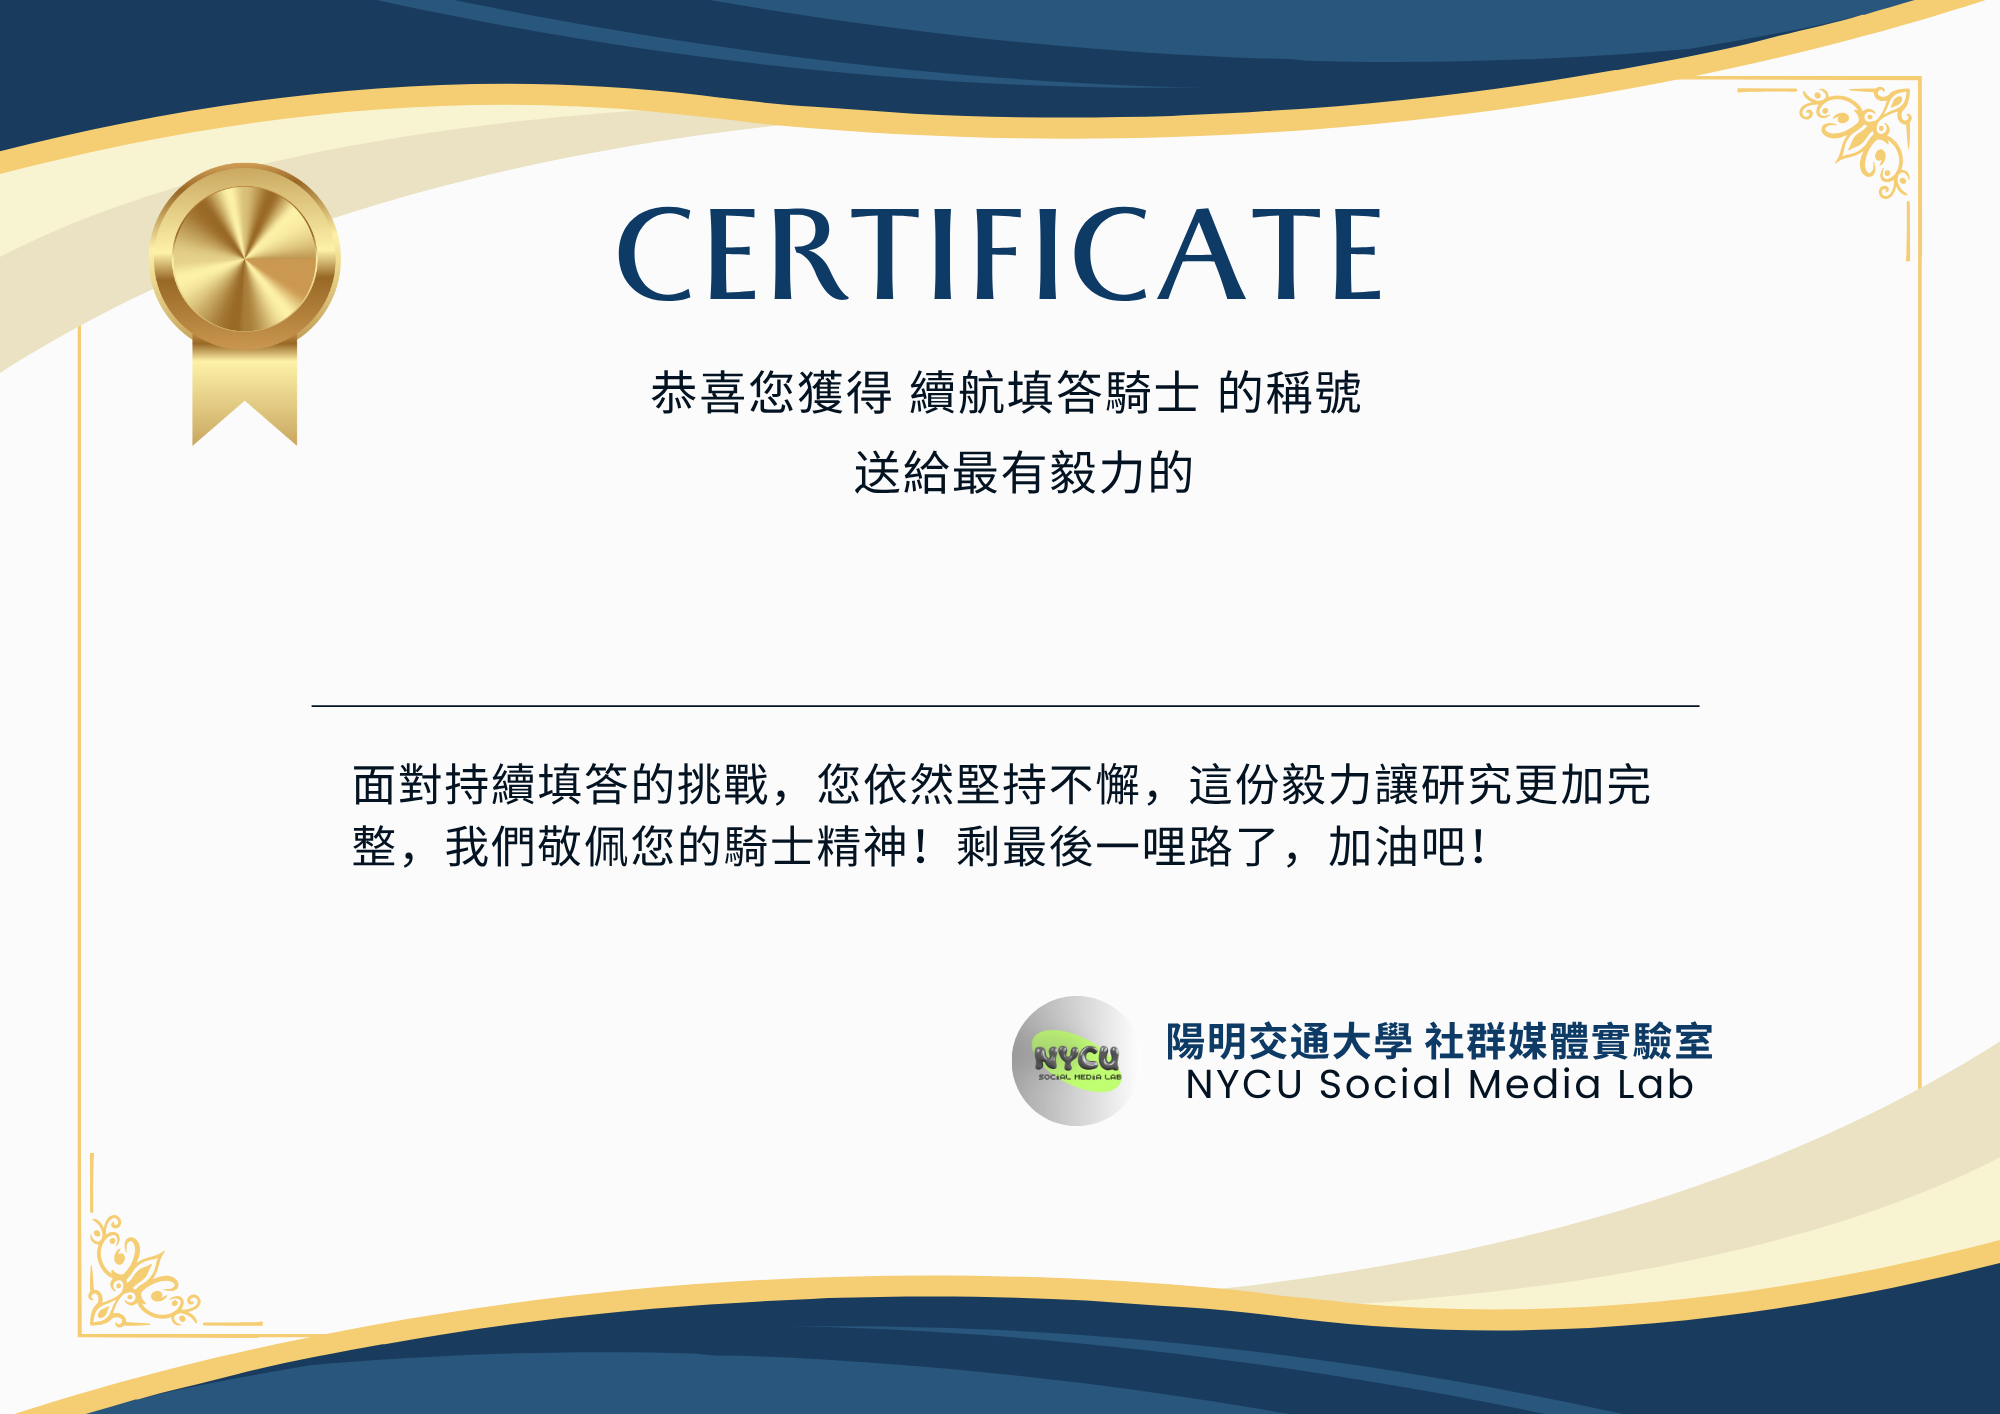 CERTIFICATE
恭喜您獲得 續航填答騎士 的稱號
送給最有毅力的
面對持續填答的挑戰，您依然堅持不懈，這份毅力讓研究更加完
整，我們敬佩您的騎士精神！剩最後一哩路了，加油吧！
NYCU
SOCIAL MEDIA LAB
陽明交通大學 社群媒體實驗室
NYCU Social Media Lab